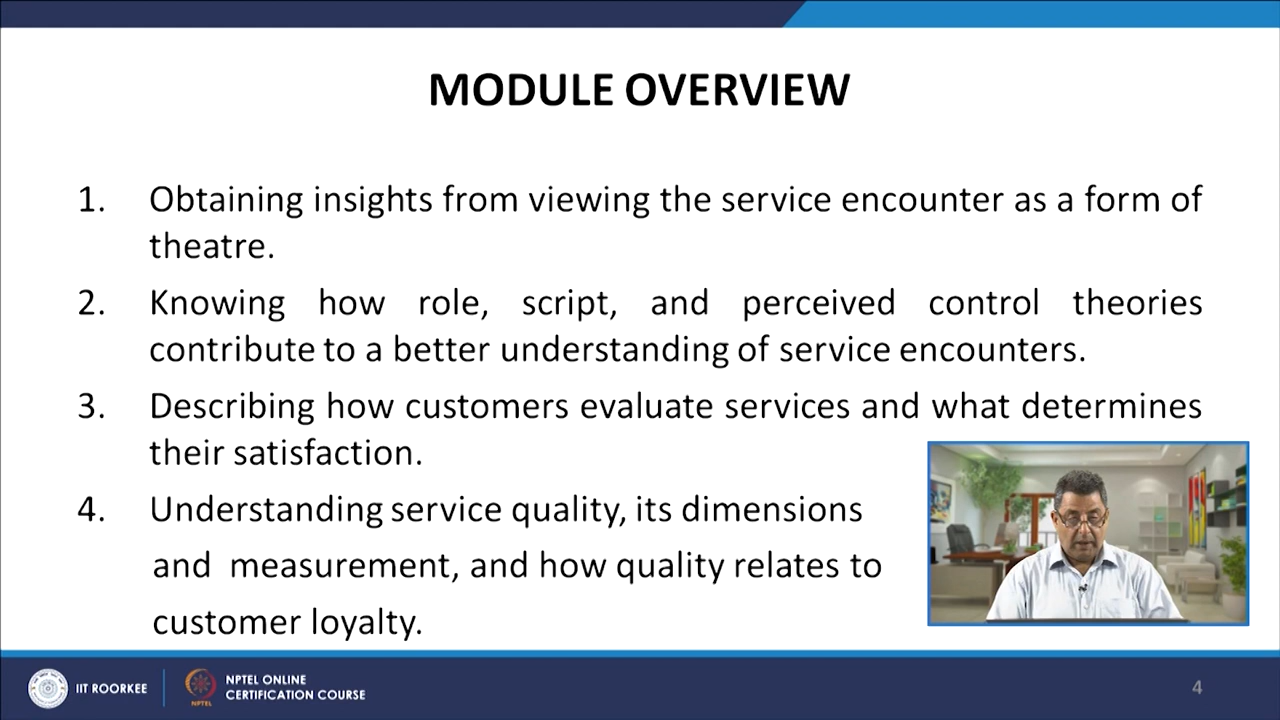 MODULE OVERVIEW
1. Obtaining insights from viewing the service encounter as a form of
theatre.
2. Knowing how role, script, and perceived control theories
contribute to a better understanding of service encounters.
3. Describing how customers evaluate services and what determines
their satisfaction.
4. Understanding service quality, its dimensions
and measurement, and how quality relates to
customer loyalty.
IIT ROORKEE
NPTEL
NPTEL ONLINE
CERTIFICATION COURSE
4